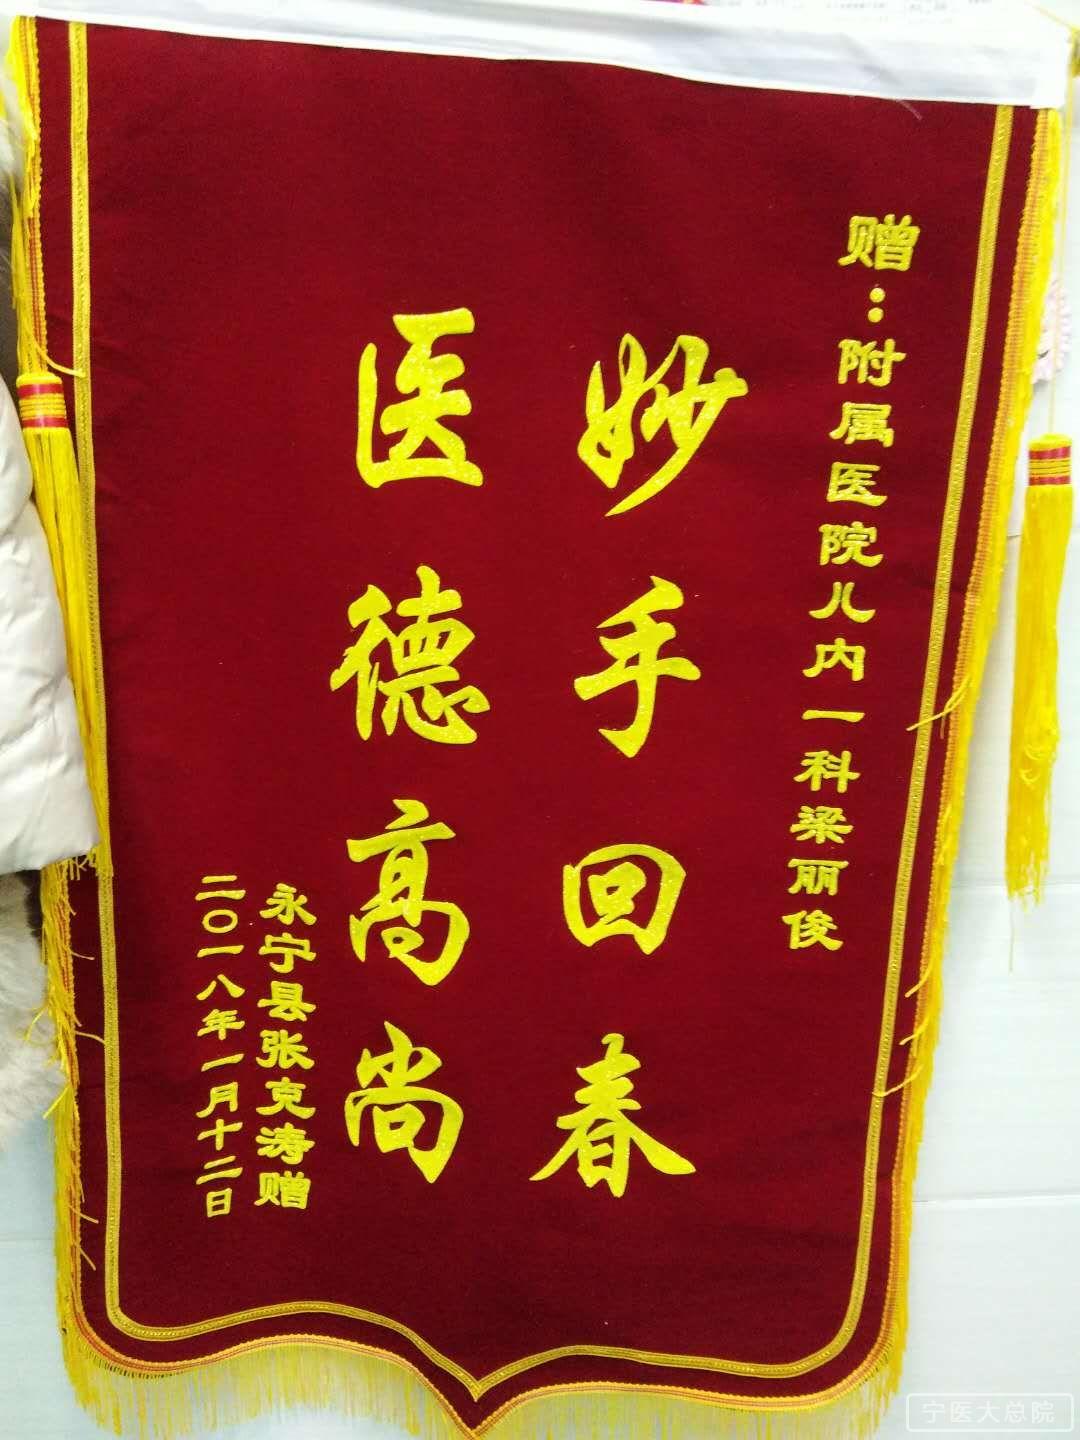 赠：附属医院儿内一科梁丽俊
妙手回春
医德高尚
永宁县张克涛赠
二〇一八年一月十二日
宁医大总院